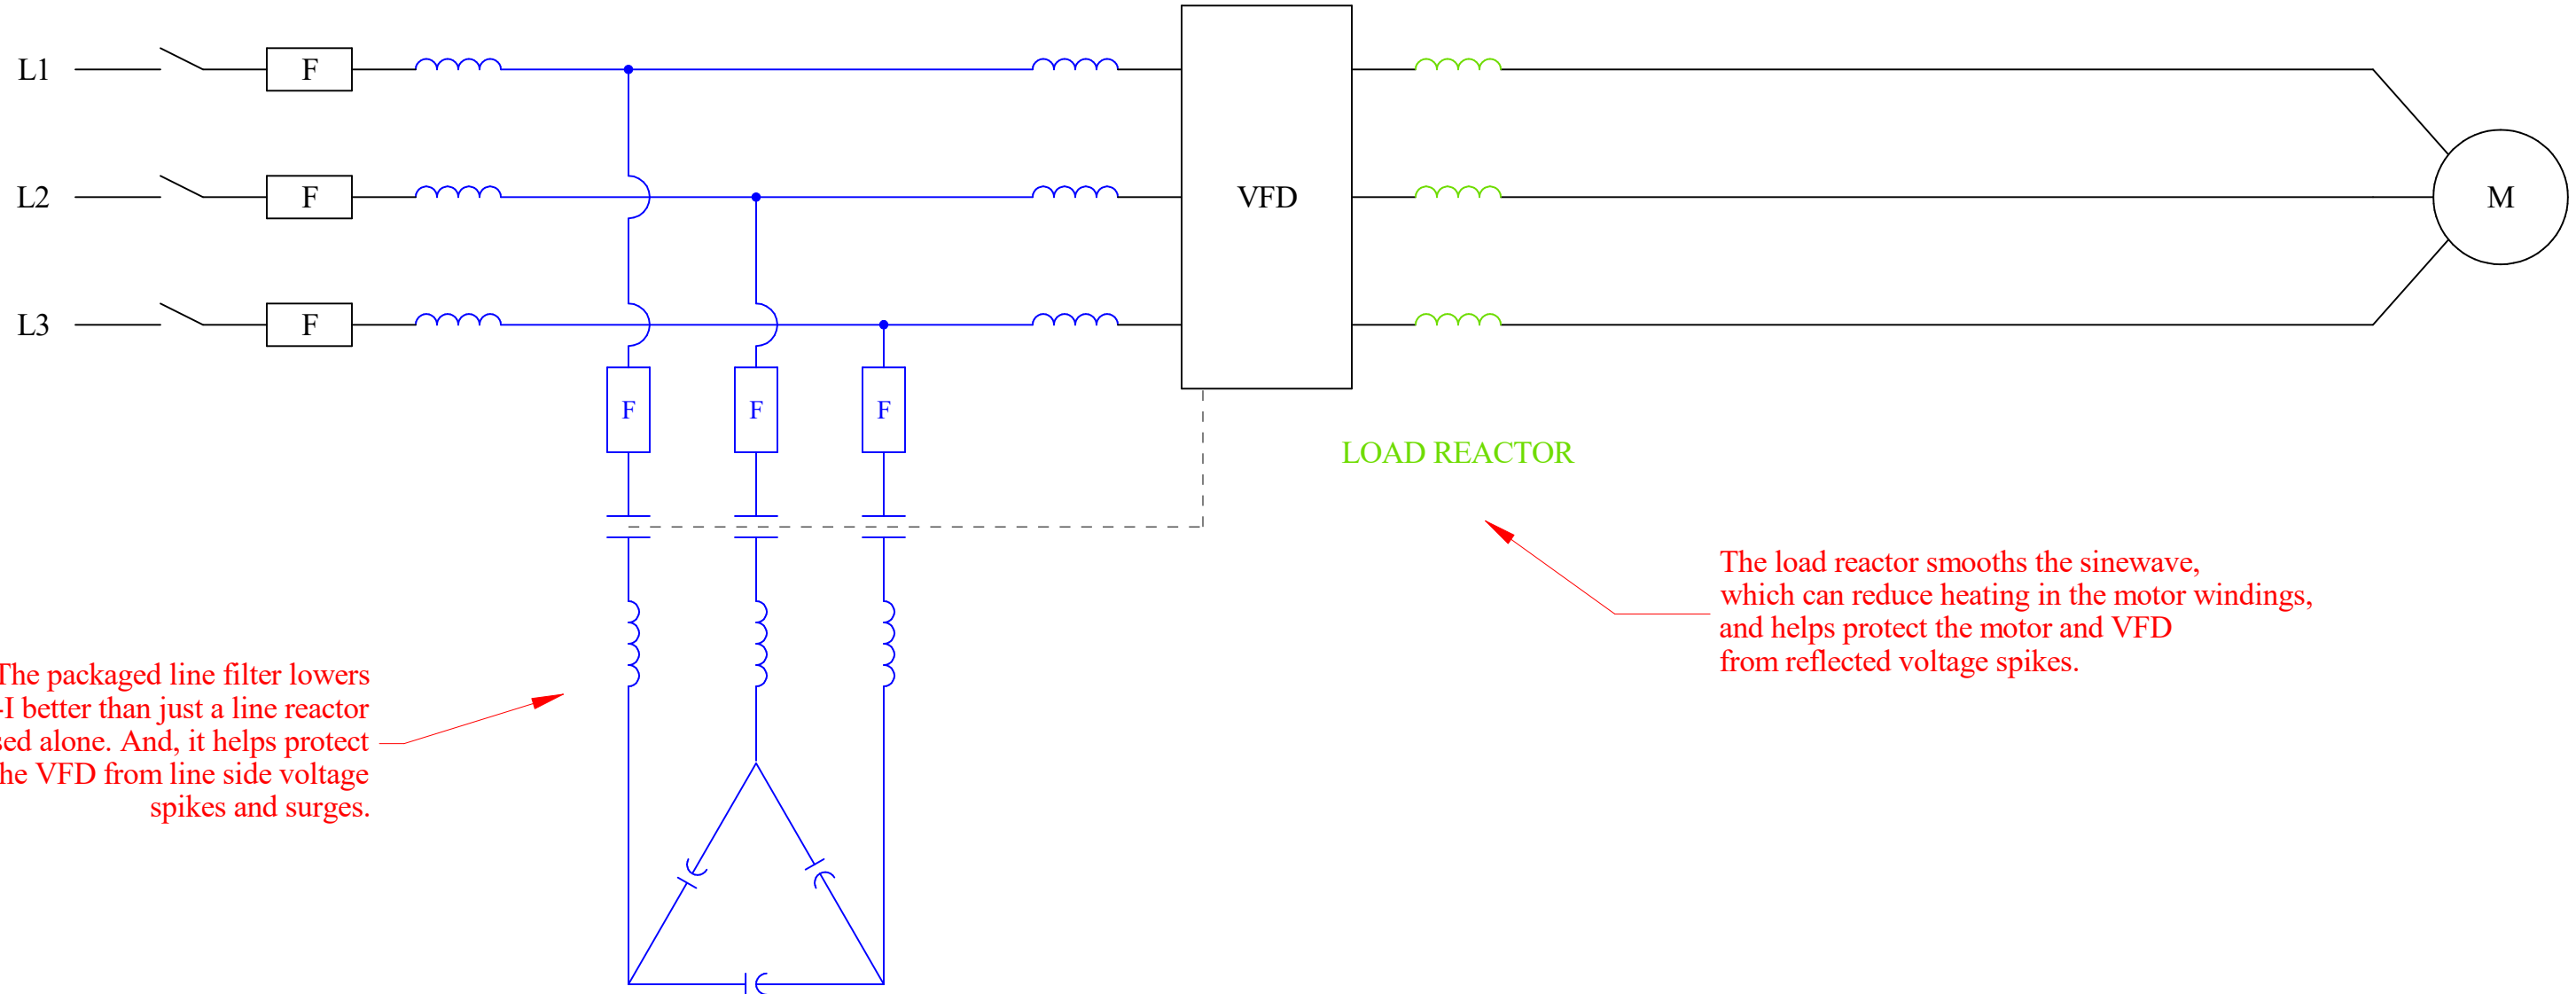 L1
F
L2
F
VFD
M
L3
F
F
F
F
LOAD REACTOR
The load reactor smooths the sinewave,
which can reduce heating in the motor windings,
and helps protect the motor and VFD
from reflected voltage spikes.
The packaged line filter lowers
-I better than just a line reactor
alone. And, it helps protect
the VFD from line side voltage
spikes and surges.